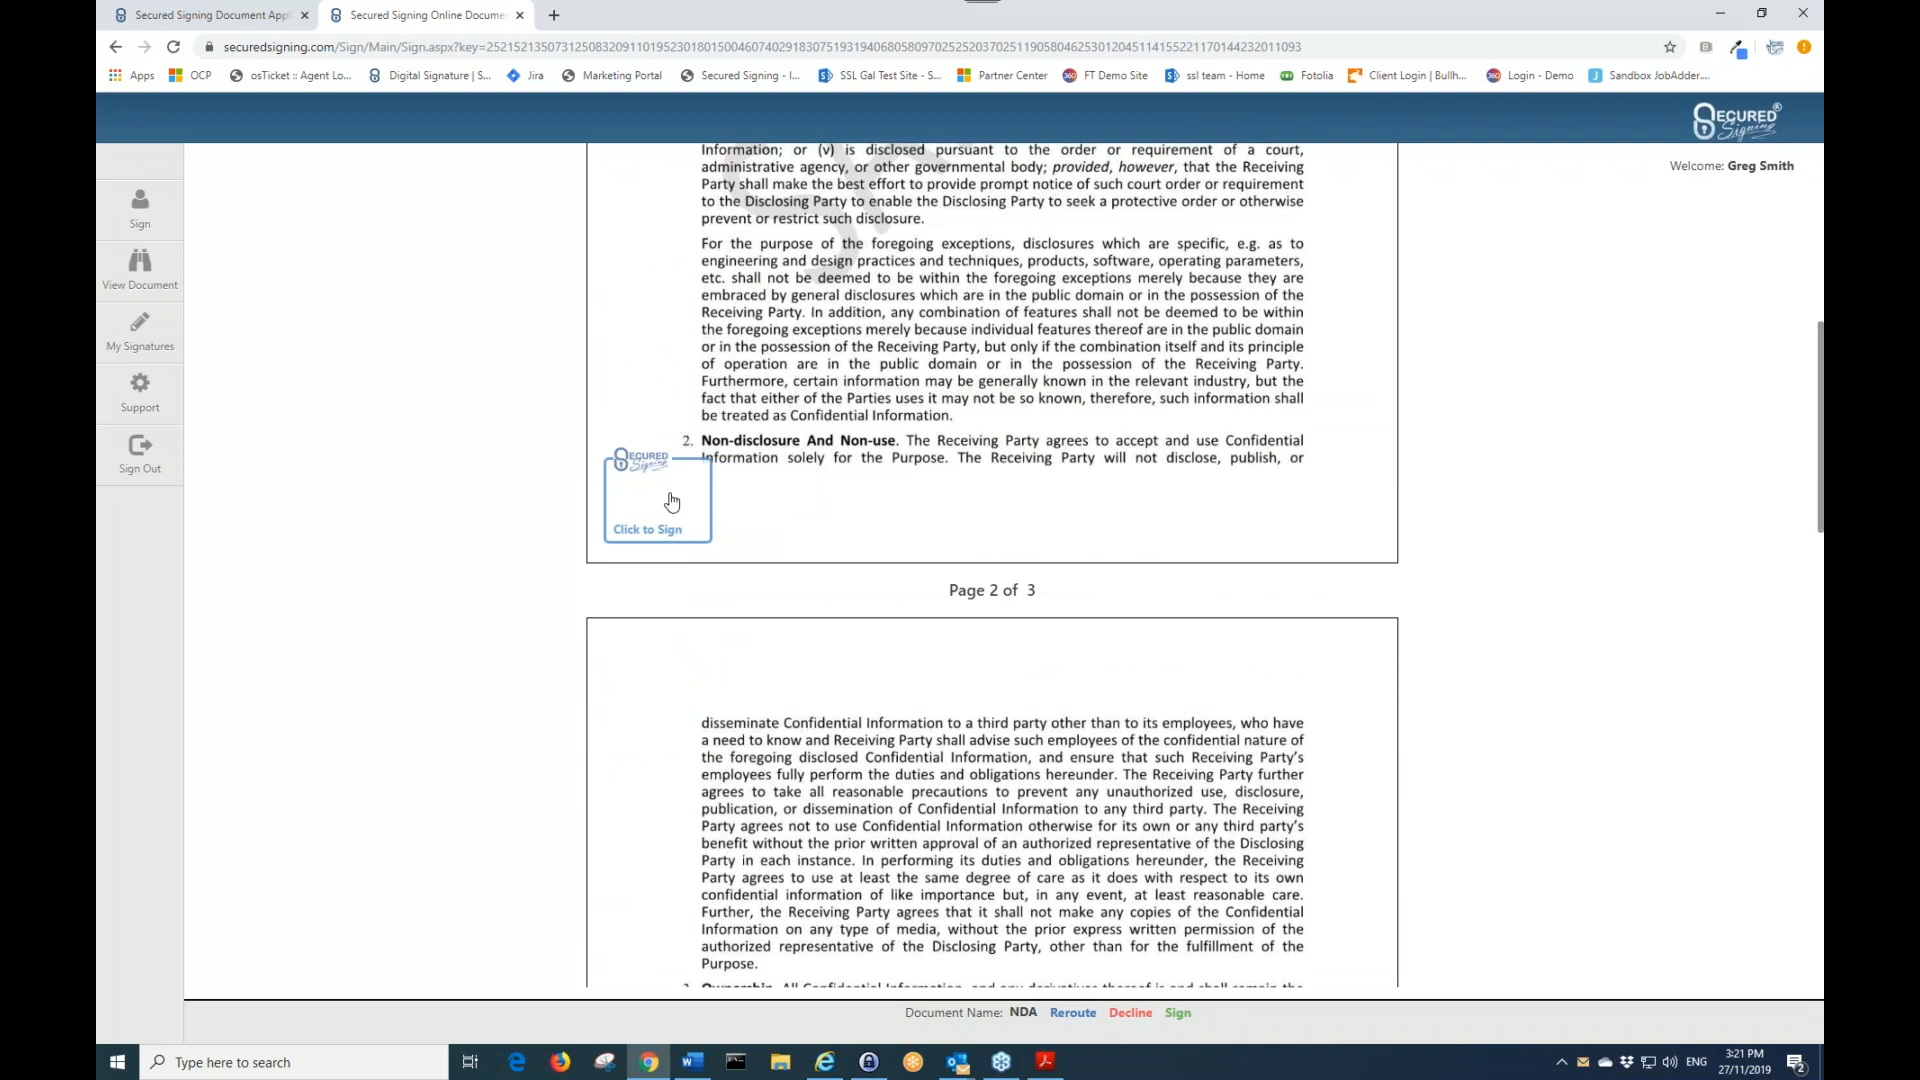 Secured Signing Document Appl
Secured Signing Online Docume
securedsigning.com/Sign/Main/Sign.aspx?key=
Apps
OCP
osTicket :: Agent Lo...
Digital Signature | S...
Jira
Marketing Portal
Secured Signing - I...
SSL Gal Test Site - S...
Partner Center
FT Demo Site
ssl team - Home
Fotolia
Client Login | Bullh...
Login - Demo
Sandbox JobAdder....
SECURED
Signing
Welcome: Greg Smith
Sign
View Document
My Signatures
Support
Sign Out
Information; or (v) is disclosed pursuant to the order or requirement of a court,
administrative agency, or other governmental body; provided, however, that the Receiving
Party shall make the best effort to provide prompt notice of such court order or requirement
to the Disclosing Party to enable the Disclosing Party to seek a protective order or otherwise
prevent or restrict such disclosure.
For the purpose of the foregoing exceptions, disclosures which are specific, e.g. as to
engineering and design practices and techniques, products, software, operating parameters,
etc. shall not be deemed to be within the foregoing exceptions merely because they are
embraced by general disclosures which are in the public domain or in the possession of the
Receiving Party. In addition, any combination of features shall not be deemed to be within
the foregoing exceptions merely because individual features thereof are in the public domain
or in the possession of the Receiving Party, but only if the combination itself and its principle
of operation are in the public domain or in the possession of the Receiving Party.
Furthermore, certain information may be generally known in the relevant industry, but the
fact that either of the Parties uses it may not be so known, therefore, such information shall
be treated as Confidential Information.
2. Non-disclosure And Non-use. The Receiving Party agrees to accept and use Confidential
Information solely for the Purpose. The Receiving Party will not disclose, publish, or
SECURED
Signing
Click to Sign
Page 2 of 3
disseminate Confidential Information to a third party other than to its employees, who have
a need to know and Receiving Party shall advise such employees of the confidential nature of
the foregoing disclosed Confidential Information, and ensure that such Receiving Party's
employees fully perform the duties and obligations hereunder. The Receiving Party further
agrees to take all reasonable precautions to prevent any unauthorized use, disclosure,
publication, or dissemination of Confidential Information to any third party. The Receiving
Party agrees not to use Confidential Information otherwise for its own or any third party's
benefit without the prior written approval of an authorized representative of the Disclosing
Party in each instance. In performing its duties and obligations hereunder, the Receiving
Party agrees to use at least the same degree of care as it does with respect to its own
confidential information of like importance but, in any event, at least reasonable care.
Further, the Receiving Party agrees that it shall not make any copies of the Confidential
Information on any type of media, without the prior express written permission of the
authorized representative of the Disclosing Party, other than for the fulfillment of the
Purpose.
Ownership. All Confidential Information, and any derivatives thereof is and shall remain the
Document Name: NDA Reroute Decline Sign
Type here to search
ENG
3:21 PM
27/11/2019
2